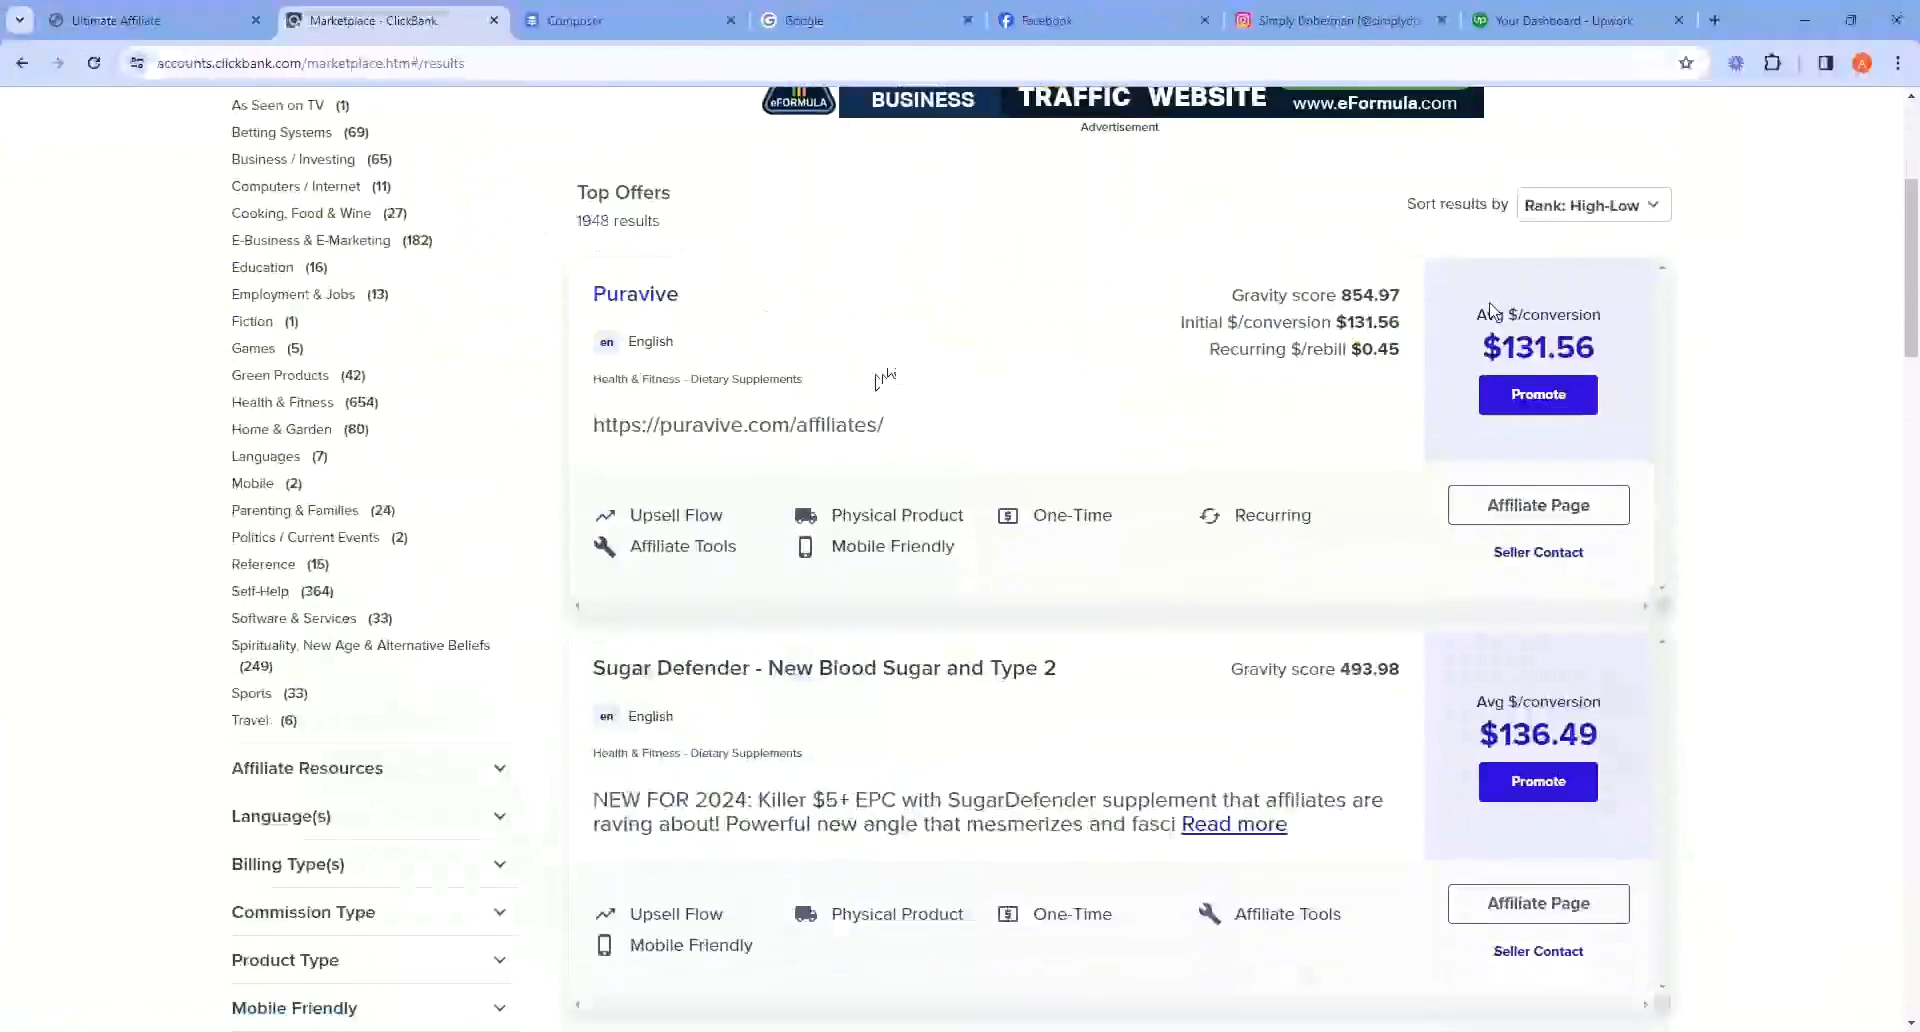 Ultimate Affiliate
Marketplace - ClickBank
Composer
Google
Facebook
Simply Doberman (@simplydo
Your Dashboard - Upwork
accounts.clickbank.com/marketplace.htm#/results
As Seen on TV (1)
Betting Systems (69)
Business / Investing (65)
Computers / Internet (11)
Cooking, Food & Wine (27)
E-Business & E-Marketing (182)
Education (16)
Employment & Jobs (13)
Fiction (1)
Games (5)
Green Products (42)
Health & Fitness (654)
Home & Garden (80)
Languages (7)
Mobile (2)
Parenting & Families (24)
Politics / Current Events (2)
Reference (15)
Self-Help (364)
Software & Services (33)
Spirituality, New Age & Alternative Beliefs
(249)
Sports (33)
Travel (6)
Affiliate Resources
Language(s)
Billing Type(s)
Commission Type
Product Type
Mobile Friendly
eFORMULA BUSINESS TRAFFIC WEBSITE www.eFormula.com
Advertisement
Top Offers
1948 results
Sort results by Rank: High-Low
Puravive
en English
Health & Fitness - Dietary Supplements
https://puravive.com/affiliates/
Gravity score 854.97
Initial $/conversion $131.56
Recurring $/rebill $0.45
Avg $/conversion
$131.56
Promote
Upsell Flow Physical Product One-Time Recurring
Affiliate Tools Mobile Friendly
Affiliate Page
Seller Contact
Sugar Defender - New Blood Sugar and Type 2
Gravity score 493.98
en English
Health & Fitness - Dietary Supplements
NEW FOR 2024: Killer $5+ EPC with SugarDefender supplement that affiliates are
raving about! Powerful new angle that mesmerizes and fasci Read more
Avg $/conversion
$136.49
Promote
Upsell Flow Physical Product One-Time Affiliate Tools
Mobile Friendly
Affiliate Page
Seller Contact